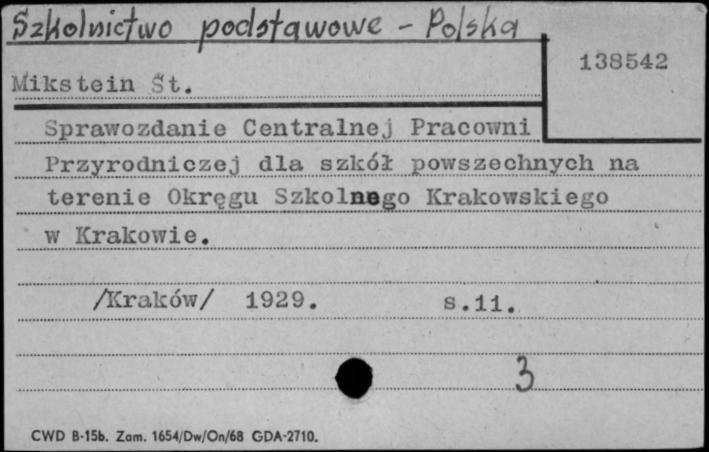 Szkolnictwo podstawowe - Polska
138542
Mikstein St.
Sprawozdanie Centralnej Pracowni
Przyrodniczej dla szkół powszechnych na
terenie Okręgu Szkolnego Krakowskiego
w Krakowie.
/Kraków/ 1929. s.11.
3
CWD B-15b. Zam. 1654/Dw/On/68 GDA-2710.